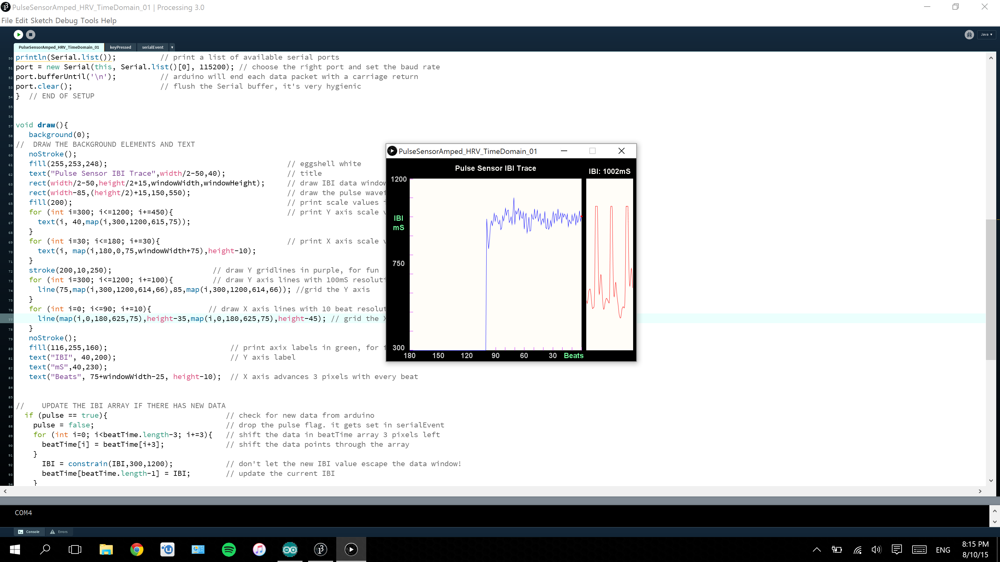 PulseSensorAmped_HRV_TimeDomain_01 | Processing 3.0
File Edit Sketch Debug Tools Help
Java ▾
PulseSensorAmped_HRV_TimeDomain_01 keyPressed serialEvent ▾
50 println(Serial.list()); // print a list of available serial ports
51 port = new Serial(this, Serial.list()[0], 115200); // choose the right port and set the baud rate
52 port.bufferUntil('\n'); // arduino will end each data packet with a carriage return
53 port.clear(); // flush the Serial buffer, it's very hygienic
54 } // END OF SETUP
55
56
57 void draw(){
58 background(0);
59 // DRAW THE BACKGROUND ELEMENTS AND TEXT
60 noStroke();
61 fill(255,253,248); // eggshell white
62 text("Pulse Sensor IBI Trace",width/2-50,40); // title
63 rect(width/2-50,height/2+15,windowWidth,windowHeight); // draw IBI data window
64 rect(width-85,(height/2)+15,150,550); // draw the pulse wavef
65 fill(200); // print scale values i
66 for (int i=300; i<=1200; i+=450){ // print Y axis scale v
67 text(i, 40,map(i,300,1200,615,75));
68 }
69 for (int i=30; i<=180; i+=30){ // print X axis scale v
70 text(i, map(i,180,0,75,windowWidth+75),height-10);
71 }
72 stroke(200,10,250); // draw Y gridlines in purple, for fun
73 for (int i=300; i<=1200; i+=100){ // draw Y axis lines with 100mS resoluti
74 line(75,map(i,300,1200,614,66),85,map(i,300,1200,614,66)); //grid the Y axis
75 }
76 for (int i=0; i<=90; i+=10){ // draw X axis lines with 10 beat resolut
77 line(map(i,0,180,625,75),height-35,map(i,0,180,625,75),height-45); // grid the X
78 }
79 noStroke();
80 fill(116,255,160); // print axix labels in green, for f
81 text("IBI", 40,200); // Y axis label
82 text("mS",40,230);
83 text("Beats", 75+windowWidth-25, height-10); // X axis advances 3 pixels with every beat
84
85
86 // UPDATE THE IBI ARRAY IF THERE HAS NEW DATA
87 if (pulse == true){ // check for new data from arduino
88 pulse = false; // drop the pulse flag. it gets set in serialEvent
89 for (int i=0; i<beatTime.length-3; i+=3){ // shift the data in beatTime array 3 pixels left
90 beatTime[i] = beatTime[i+3]; // shift the data points through the array
91 }
92 IBI = constrain(IBI,300,1200); // don't let the new IBI value escape the data window!
93 beatTime[beatTime.length-1] = IBI; // update the current IBI
94 }
PulseSensorAmped_HRV_TimeDomain_01
Pulse Sensor IBI Trace
IBI: 1002mS
1200
IBI
mS
750
300
180 150 120 90 60 30 Beats
COM4
Console Errors
ENG
8:15 PM
8/10/15